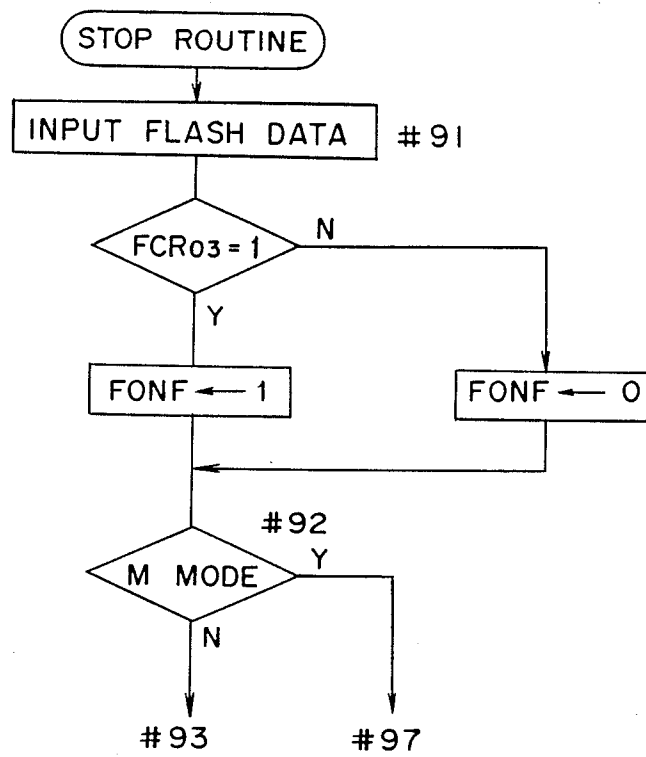 STOP ROUTINE
INPUT FLASH DATA #91
FCR03=1
N
Y
FONF ← 1
FONF ← 0
#92
M MODE
Y
N
#93
#97